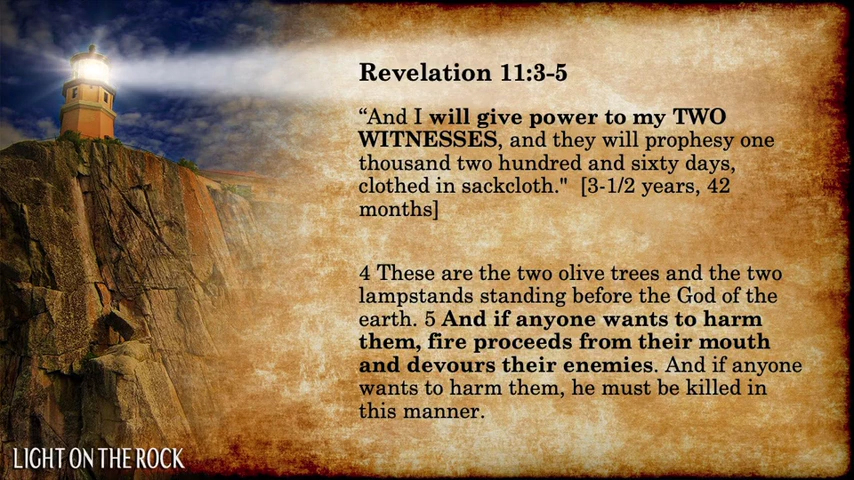 Revelation 11:3-5
“And I will give power to my TWO
WITNESSES, and they will prophesy one
thousand two hundred and sixty days,
clothed in sackcloth."  [3-1/2 years, 42
months]
4 These are the two olive trees and the two
lampstands standing before the God of the
earth. 5 And if anyone wants to harm
them, fire proceeds from their mouth
and devours their enemies. And if anyone
wants to harm them, he must be killed in
this manner.
LIGHT ON THE ROCK